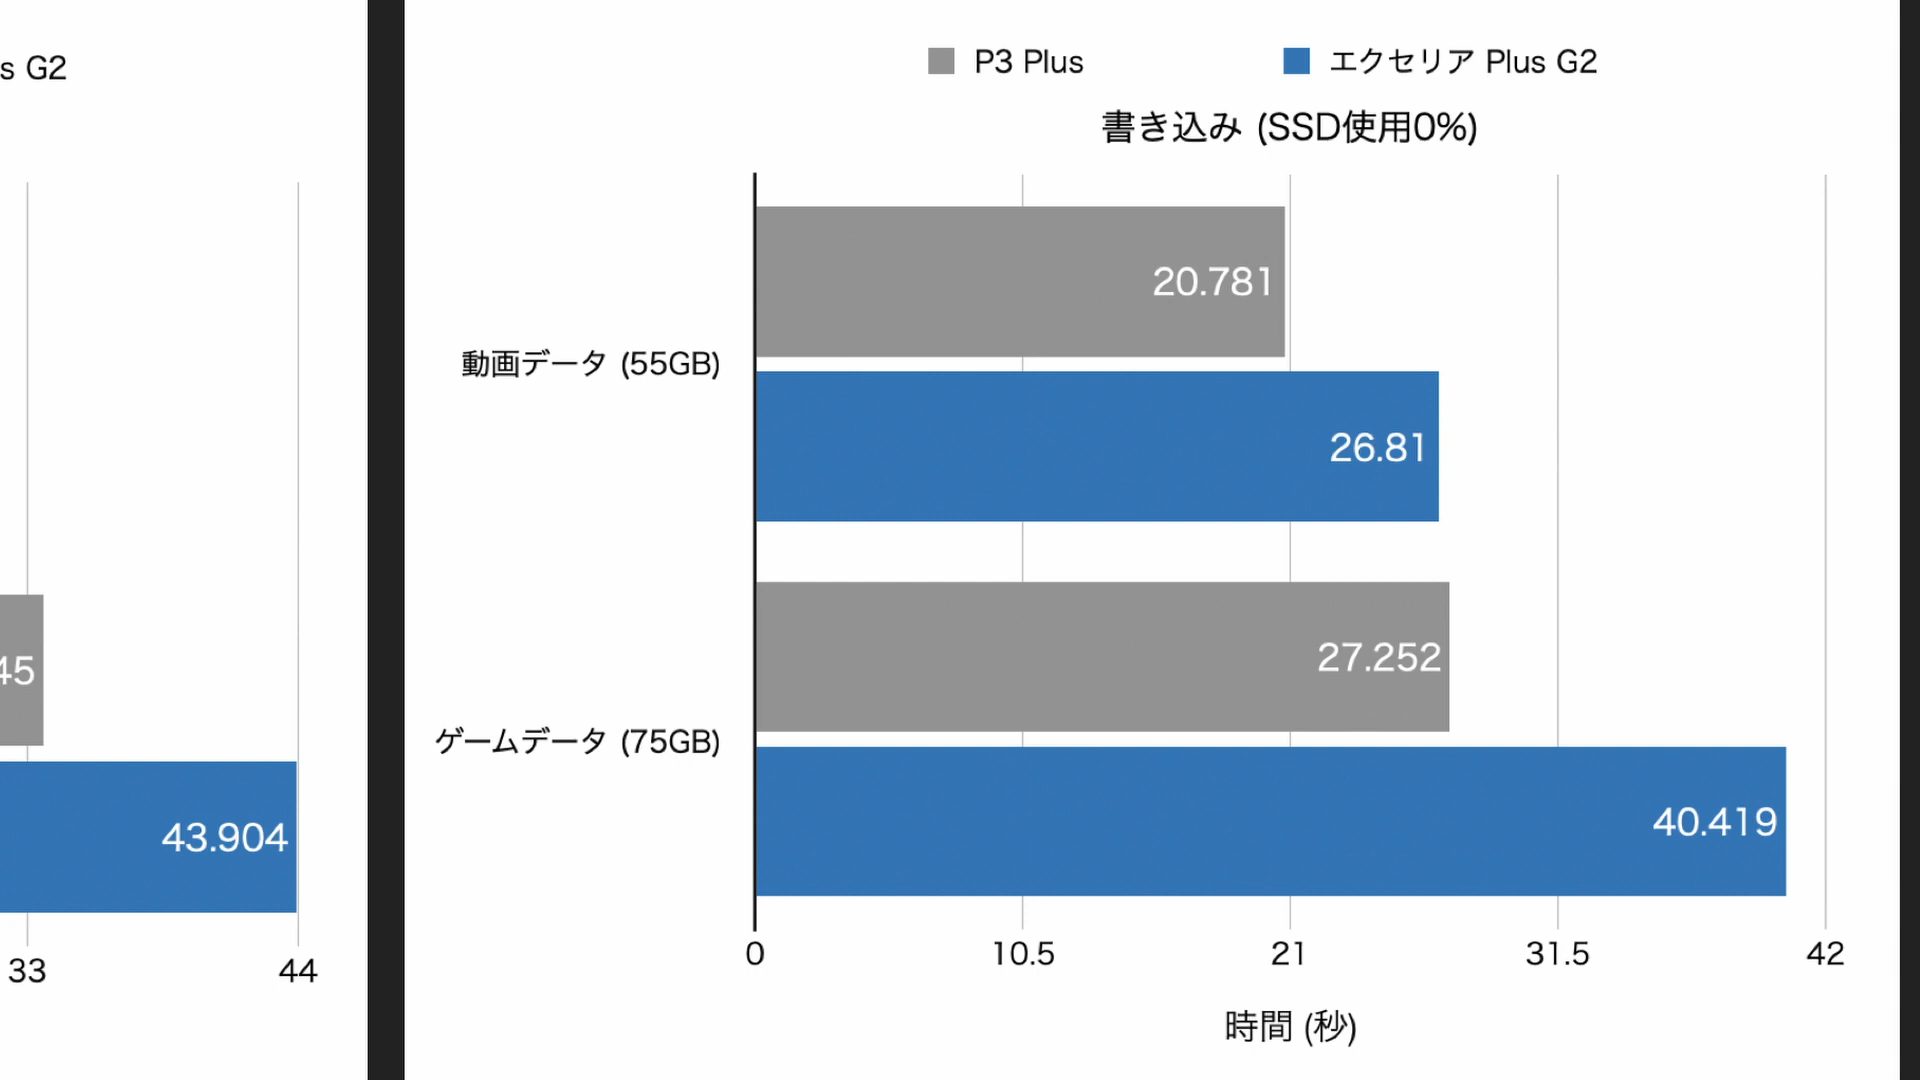 s G2
45
43.904
33 44
P3 Plus エクセリア Plus G2
書き込み (SSD使用0%)
20.781
動画データ (55GB)
26.81
27.252
ゲームデータ (75GB)
40.419
0 10.5 21 31.5 42
時間 (秒)